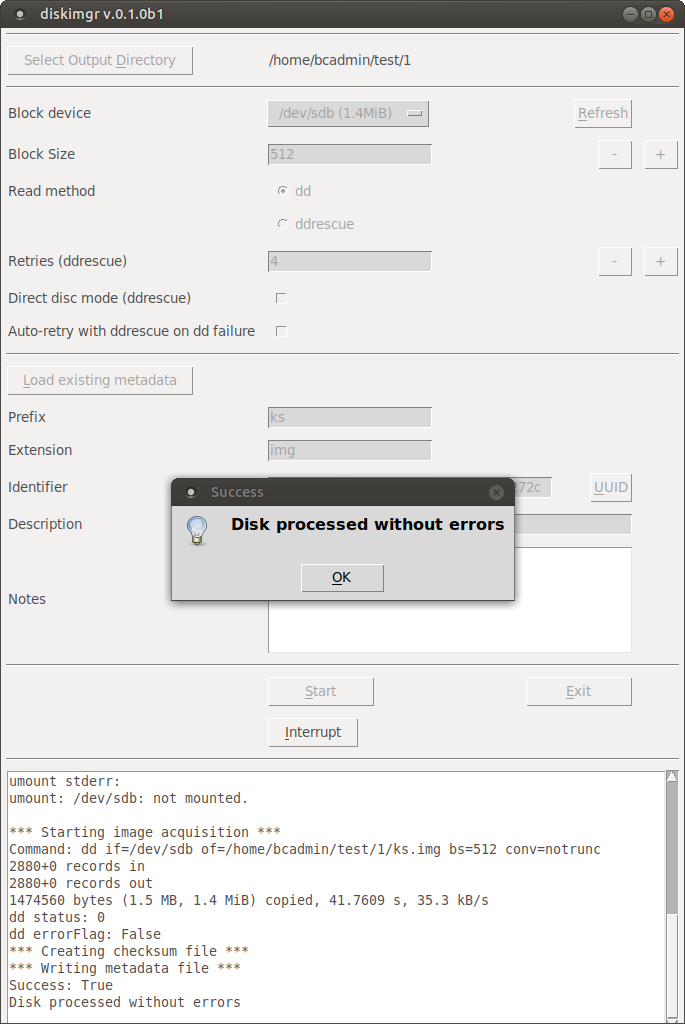 diskimgr v.0.1.0b1
Select Output Directory /home/bcadmin/test/1
Block device /dev/sdb (1.4MiB) Refresh
Block Size 512 - +
Read method dd
ddrescue
Retries (ddrescue) 4 - +
Direct disc mode (ddrescue)
Auto-retry with ddrescue on dd failure
Load existing metadata
Prefix ks
Extension img
Identifier 272c UUID
Success
Description
Disk processed without errors
OK
Notes
Start Exit
Interrupt
umount stderr:
umount: /dev/sdb: not mounted.
*** Starting image acquisition ***
Command: dd if=/dev/sdb of=/home/bcadmin/test/1/ks.img bs=512 conv=notrunc
2880+0 records in
2880+0 records out
1474560 bytes (1.5 MB, 1.4 MiB) copied, 41.7609 s, 35.3 kB/s
dd status: 0
dd errorFlag: False
*** Creating checksum file ***
*** Writing metadata file ***
Success: True
Disk processed without errors